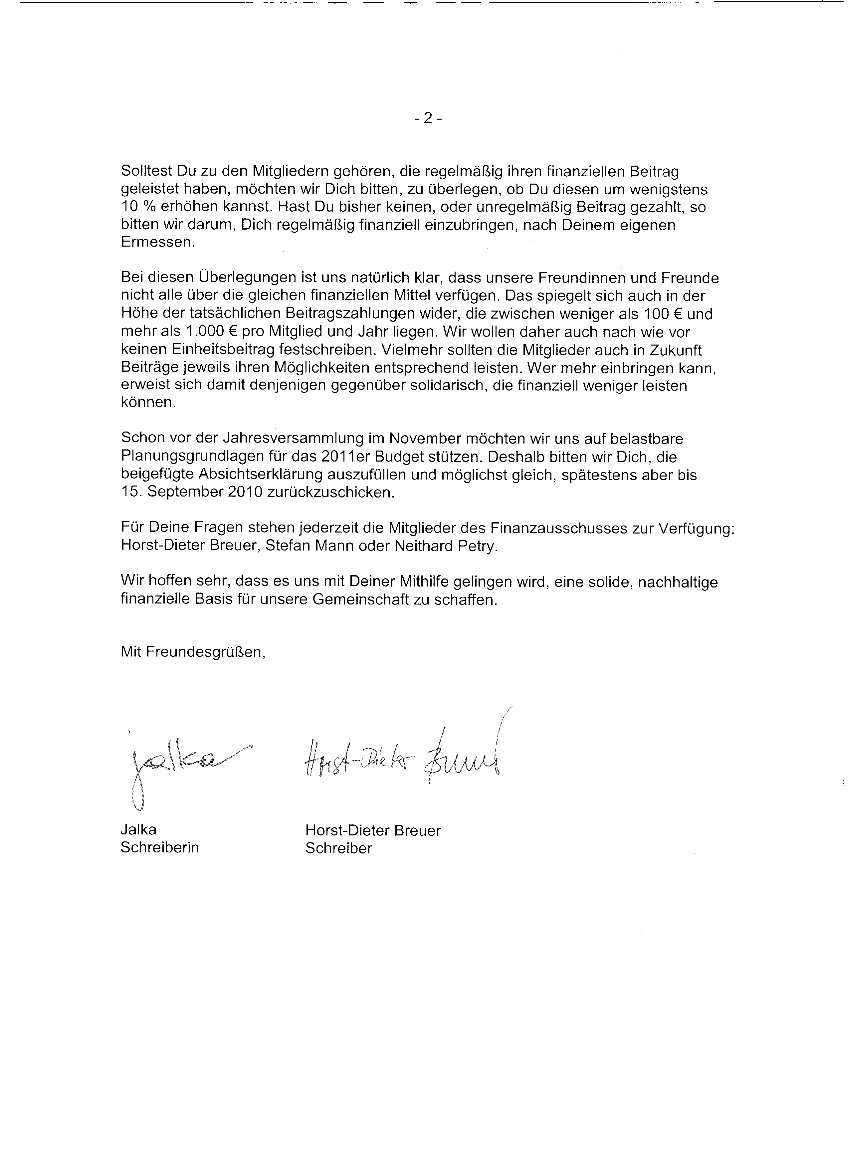 - 2 -
Solltest Du zu den Mitgliedern gehören, die regelmäßig ihren finanziellen Beitrag
geleistet haben, möchten wir Dich bitten, zu überlegen, ob Du diesen um wenigstens
10 % erhöhen kannst. Hast Du bisher keinen, oder unregelmäßig Beitrag gezahlt, so
bitten wir darum, Dich regelmäßig finanziell einzubringen, nach Deinem eigenen
Ermessen.
Bei diesen Überlegungen ist uns natürlich klar, dass unsere Freundinnen und Freunde
nicht alle über die gleichen finanziellen Mittel verfügen. Das spiegelt sich auch in der
Höhe der tatsächlichen Beitragszahlungen wider, die zwischen weniger als 100 € und
mehr als 1.000 € pro Mitglied und Jahr liegen. Wir wollen daher auch nach wie vor
keinen Einheitsbeitrag festschreiben. Vielmehr sollten die Mitglieder auch in Zukunft
Beiträge jeweils ihren Möglichkeiten entsprechend leisten. Wer mehr einbringen kann,
erweist sich damit denjenigen gegenüber solidarisch, die finanziell weniger leisten
können.
Schon vor der Jahresversammlung im November möchten wir uns auf belastbare
Planungsgrundlagen für das 2011er Budget stützen. Deshalb bitten wir Dich, die
beigefügte Absichtserklärung auszufüllen und möglichst gleich, spätestens aber bis
15. September 2010 zurückzuschicken.
Für Deine Fragen stehen jederzeit die Mitglieder des Finanzausschusses zur Verfügung:
Horst-Dieter Breuer, Stefan Mann oder Neithard Petry.
Wir hoffen sehr, dass es uns mit Deiner Mithilfe gelingen wird, eine solide, nachhaltige
finanzielle Basis für unsere Gemeinschaft zu schaffen.
Mit Freundesgrüßen,
Jalka Horst-Dieter Breuer
Jalka Horst-Dieter Breuer
Schreiberin Schreiber